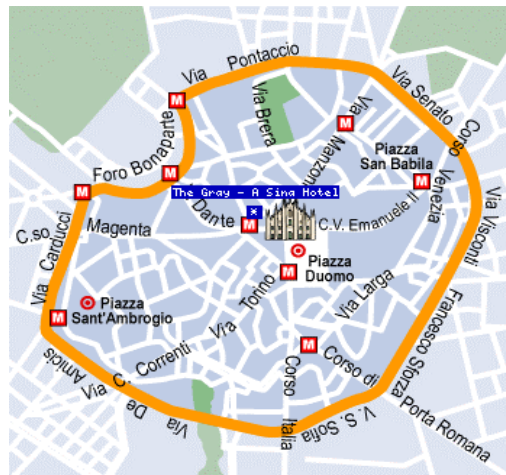 Via Pontaccio
Via Senato
Via Brera
Via Manzoni
Corso Venezia
Foro Bonaparte
Piazza
San Babila
The Gray - A Sina Hotel
Via Dante
C.V. Emanuele II
C.so Magenta
Via Carducci
Via Visconti
Piazza
Duomo
Piazza
Sant'Ambrogio
Via Torino
Via Larga
Francesco Sforza
Via C. Correnti
Corso Italia
Corso di Porta Romana
Via De Amicis
V. S. Sofia
M
M
M
M
M
M
M
M
M